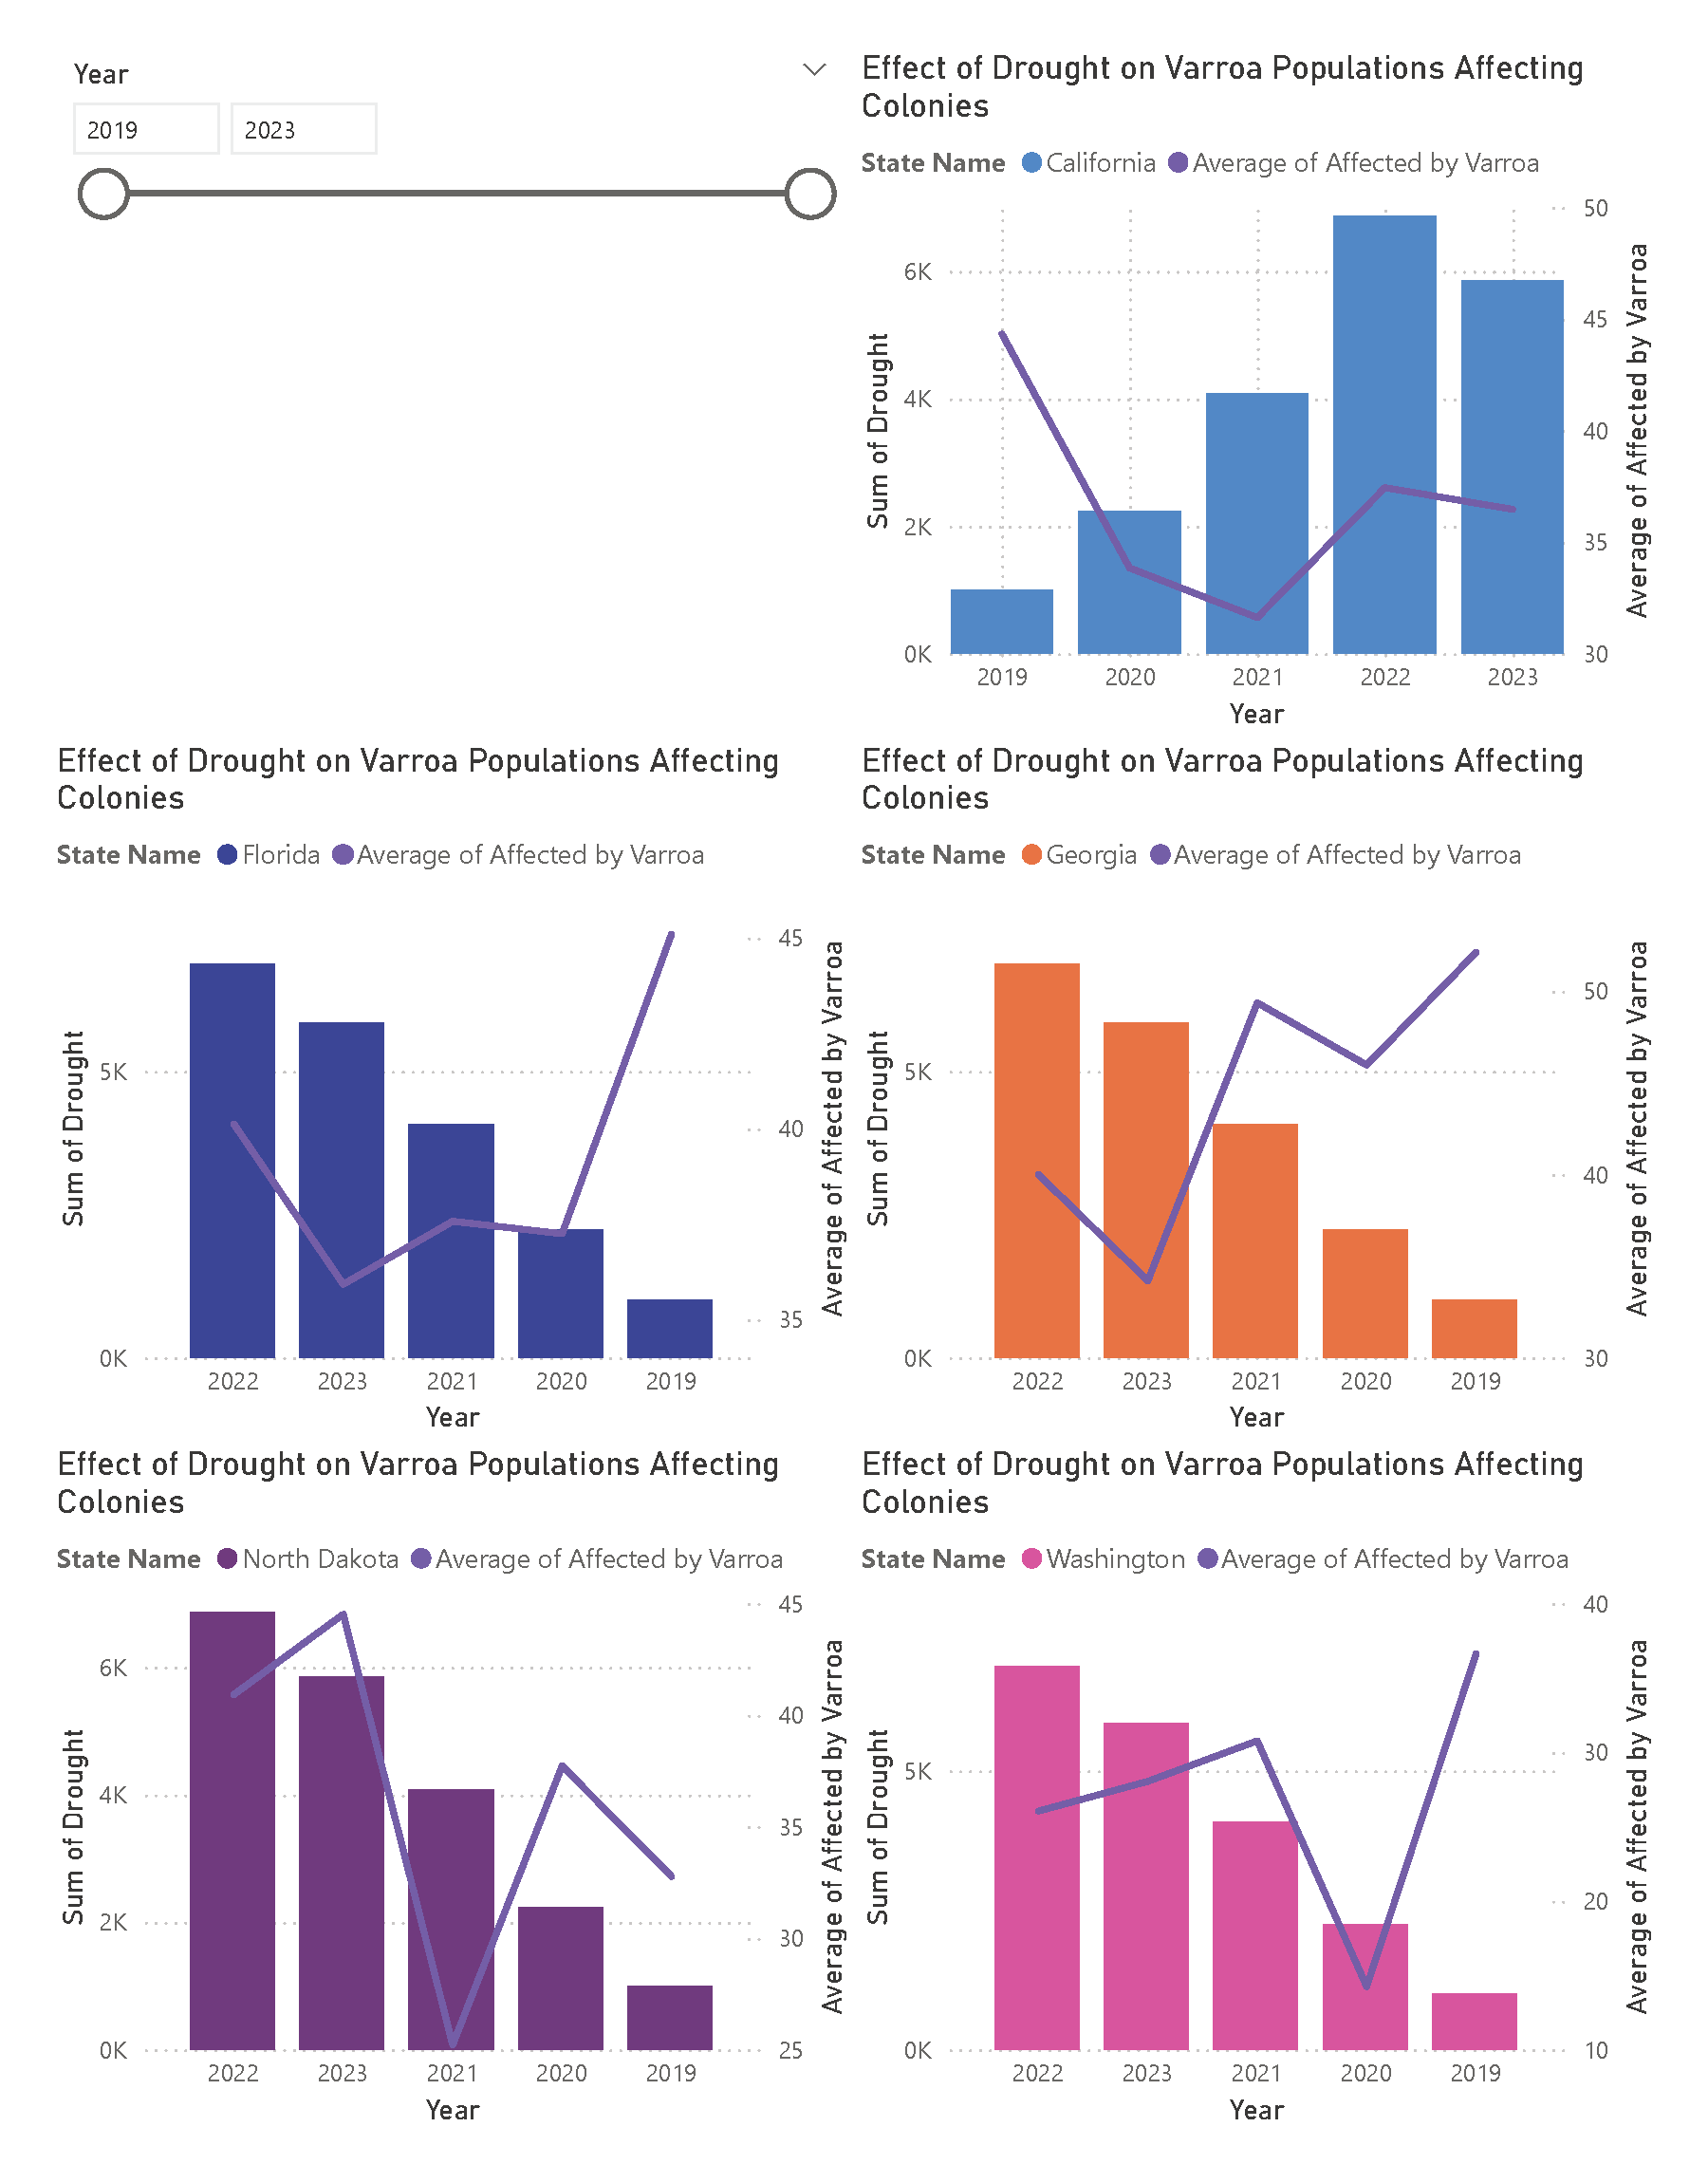 Year
2019 2023
Effect of Drought on Varroa Populations Affecting
Colonies
State Name California Average of Affected by Varroa
50
6K
45
4K
40
2K
35
0K
30
Sum of Drought
Average of Affected by Varroa
2019 2020 2021 2022 2023
Year
Effect of Drought on Varroa Populations Affecting
Colonies
State Name Florida Average of Affected by Varroa
45
5K
40
35
0K
Sum of Drought
Average of Affected by Varroa
2022 2023 2021 2020 2019
Year
Effect of Drought on Varroa Populations Affecting
Colonies
State Name Georgia Average of Affected by Varroa
50
5K
40
0K
30
Sum of Drought
Average of Affected by Varroa
2022 2023 2021 2020 2019
Year
Effect of Drought on Varroa Populations Affecting
Colonies
State Name North Dakota Average of Affected by Varroa
45
6K
40
4K
35
2K
30
0K
25
Sum of Drought
Average of Affected by Varroa
2022 2023 2021 2020 2019
Year
Effect of Drought on Varroa Populations Affecting
Colonies
State Name Washington Average of Affected by Varroa
40
30
5K
20
0K
10
Sum of Drought
Average of Affected by Varroa
2022 2023 2021 2020 2019
Year